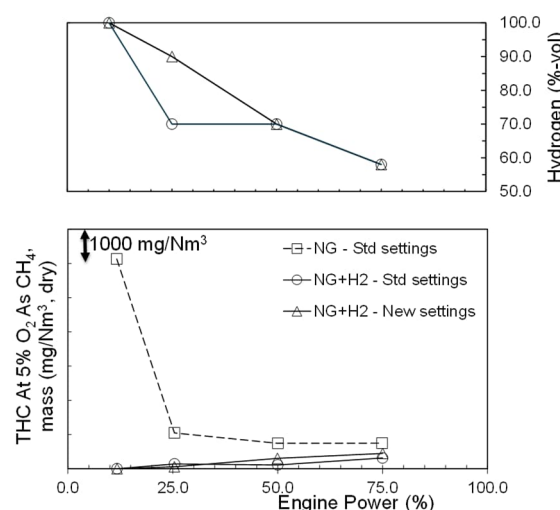 100.0
90.0
80.0
70.0
60.0
50.0
Hydrogen (%-vol)
1000 mg/Nm³
NG - Std settings
NG+H2 - Std settings
NG+H2 - New settings
THC At 5% O₂ As CH₄,
mass (mg/Nm³, dry)
0.0 25.0 50.0 75.0 100.0
Engine Power (%)